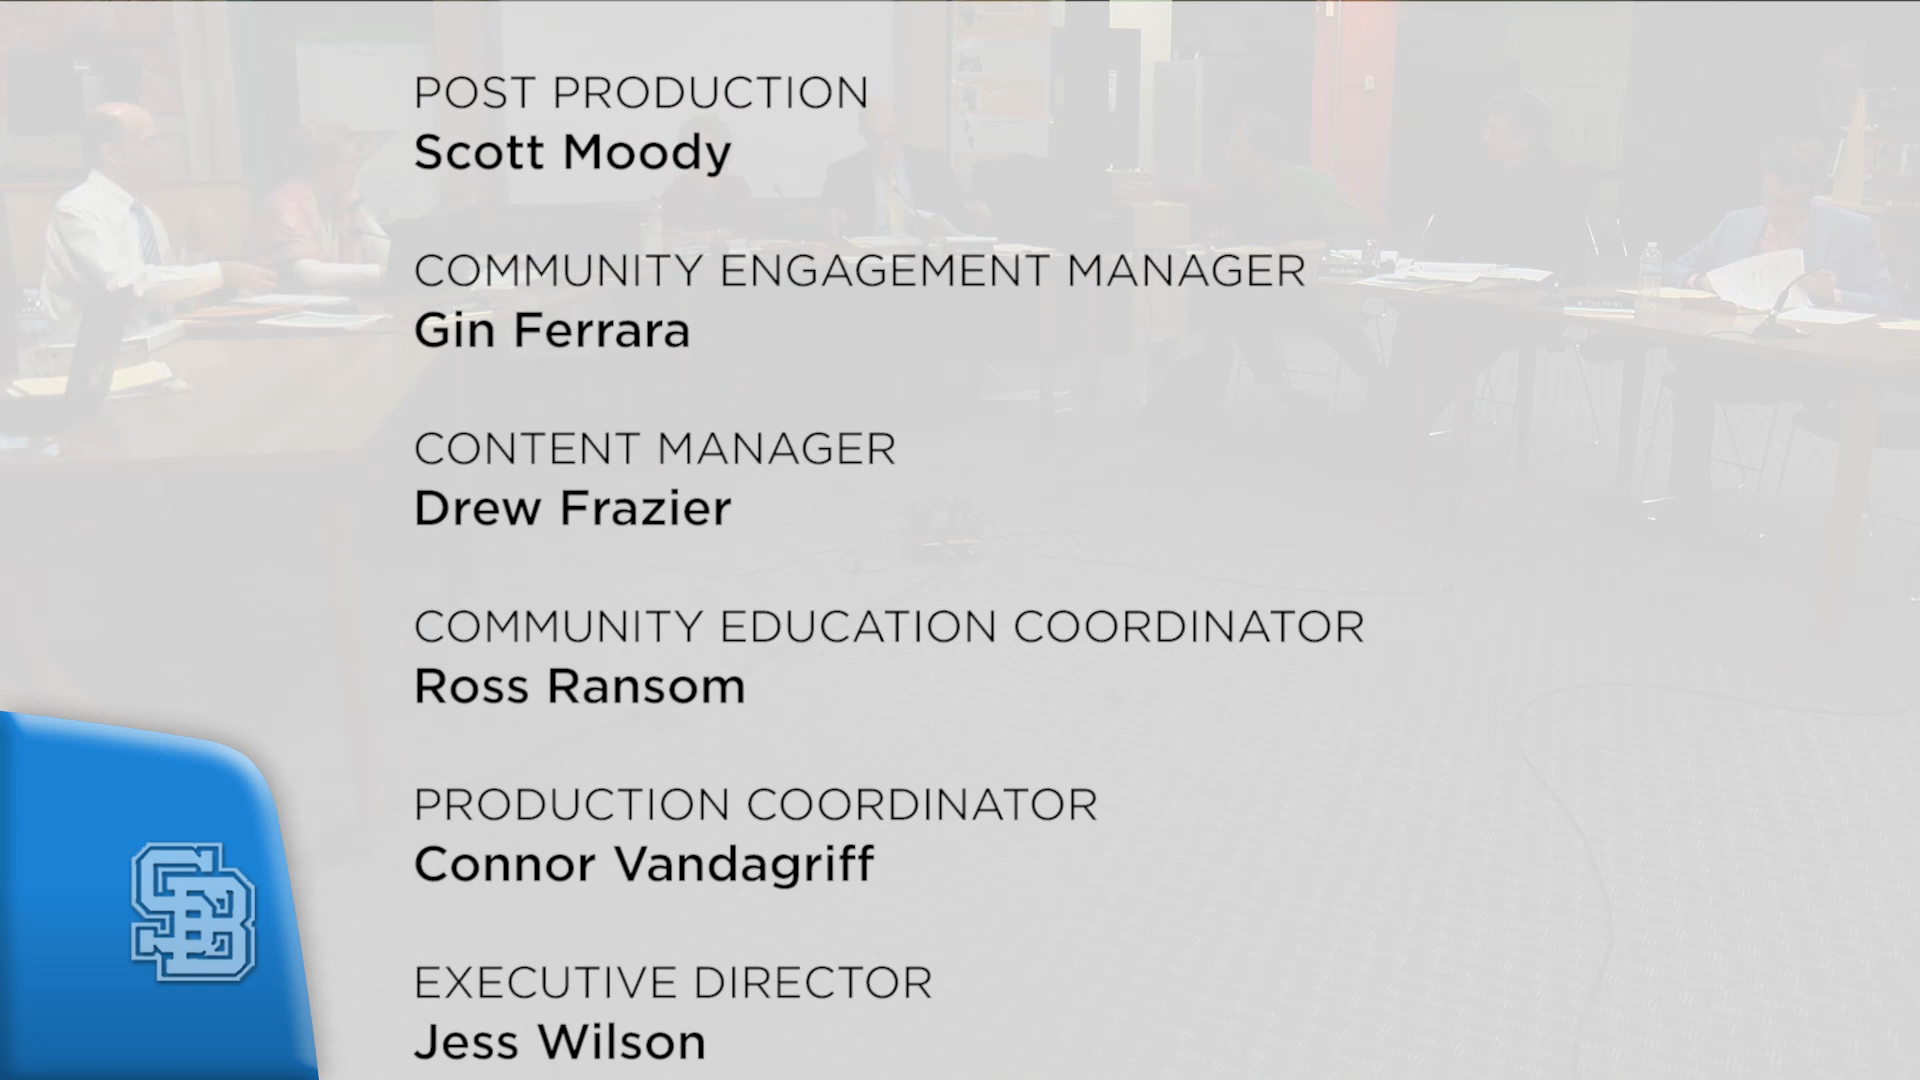 POST PRODUCTION
Scott Moody
COMMUNITY ENGAGEMENT MANAGER
Gin Ferrara
CONTENT MANAGER
Drew Frazier
COMMUNITY EDUCATION COORDINATOR
Ross Ransom
PRODUCTION COORDINATOR
Connor Vandagriff
EXECUTIVE DIRECTOR
Jess Wilson
SB